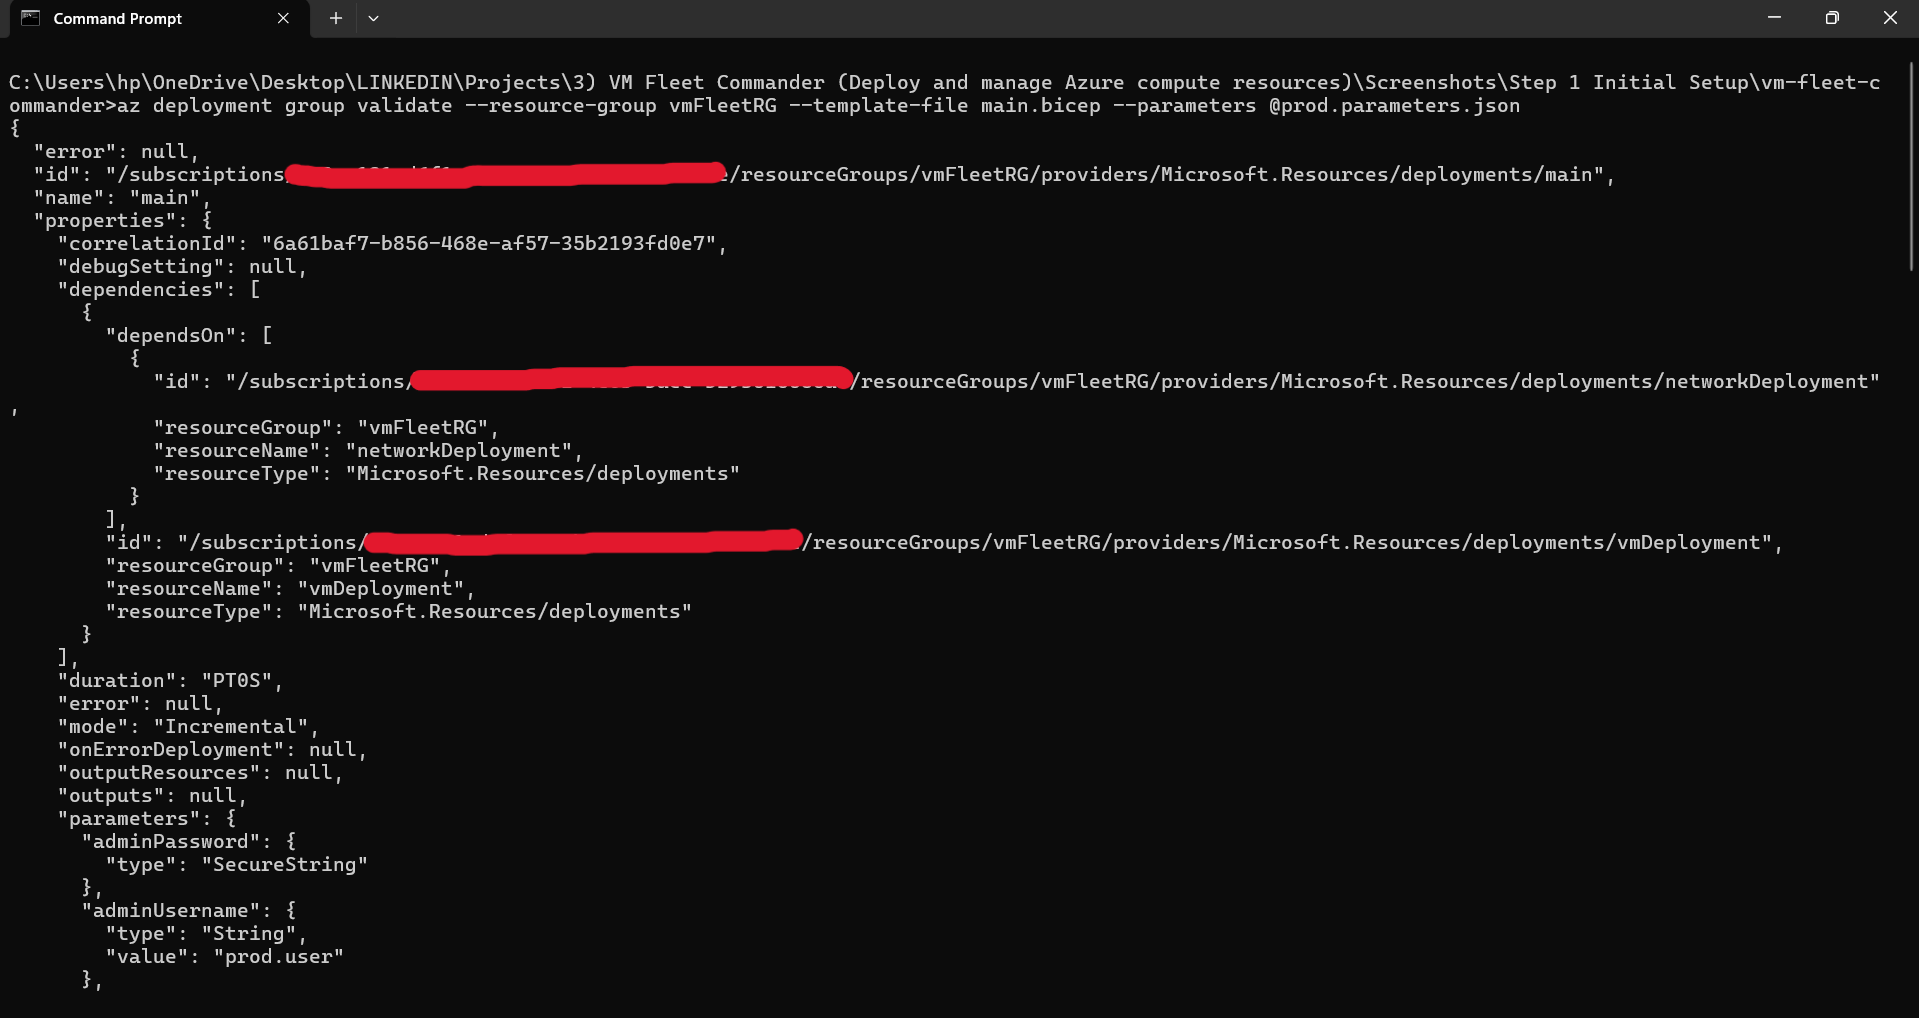 Command Prompt
C:\Users\hp\OneDrive\Desktop\LINKEDIN\Projects\3) VM Fleet Commander (Deploy and manage Azure compute resources)\Screenshots\Step 1 Initial Setup\vm-fleet-c
ommander>az deployment group validate --resource-group vmFleetRG --template-file main.bicep --parameters @prod.parameters.json
{
  "error": null,
  "id": "/subscriptions/resourceGroups/vmFleetRG/providers/Microsoft.Resources/deployments/main",
  "name": "main",
  "properties": {
    "correlationId": "6a61baf7-b856-468e-af57-35b2193fd0e7",
    "debugSetting": null,
    "dependencies": [
      {
        "dependsOn": [
          {
            "id": "/subscriptions/ /resourceGroups/vmFleetRG/providers/Microsoft.Resources/deployments/networkDeployment"
,
            "resourceGroup": "vmFleetRG",
            "resourceName": "networkDeployment",
            "resourceType": "Microsoft.Resources/deployments"
          }
        ],
        "id": "/subscriptions/ /resourceGroups/vmFleetRG/providers/Microsoft.Resources/deployments/vmDeployment",
        "resourceGroup": "vmFleetRG",
        "resourceName": "vmDeployment",
        "resourceType": "Microsoft.Resources/deployments"
      }
    ],
    "duration": "PT0S",
    "error": null,
    "mode": "Incremental",
    "onErrorDeployment": null,
    "outputResources": null,
    "outputs": null,
    "parameters": {
      "adminPassword": {
        "type": "SecureString"
      },
      "adminUsername": {
        "type": "String",
        "value": "prod.user"
      },